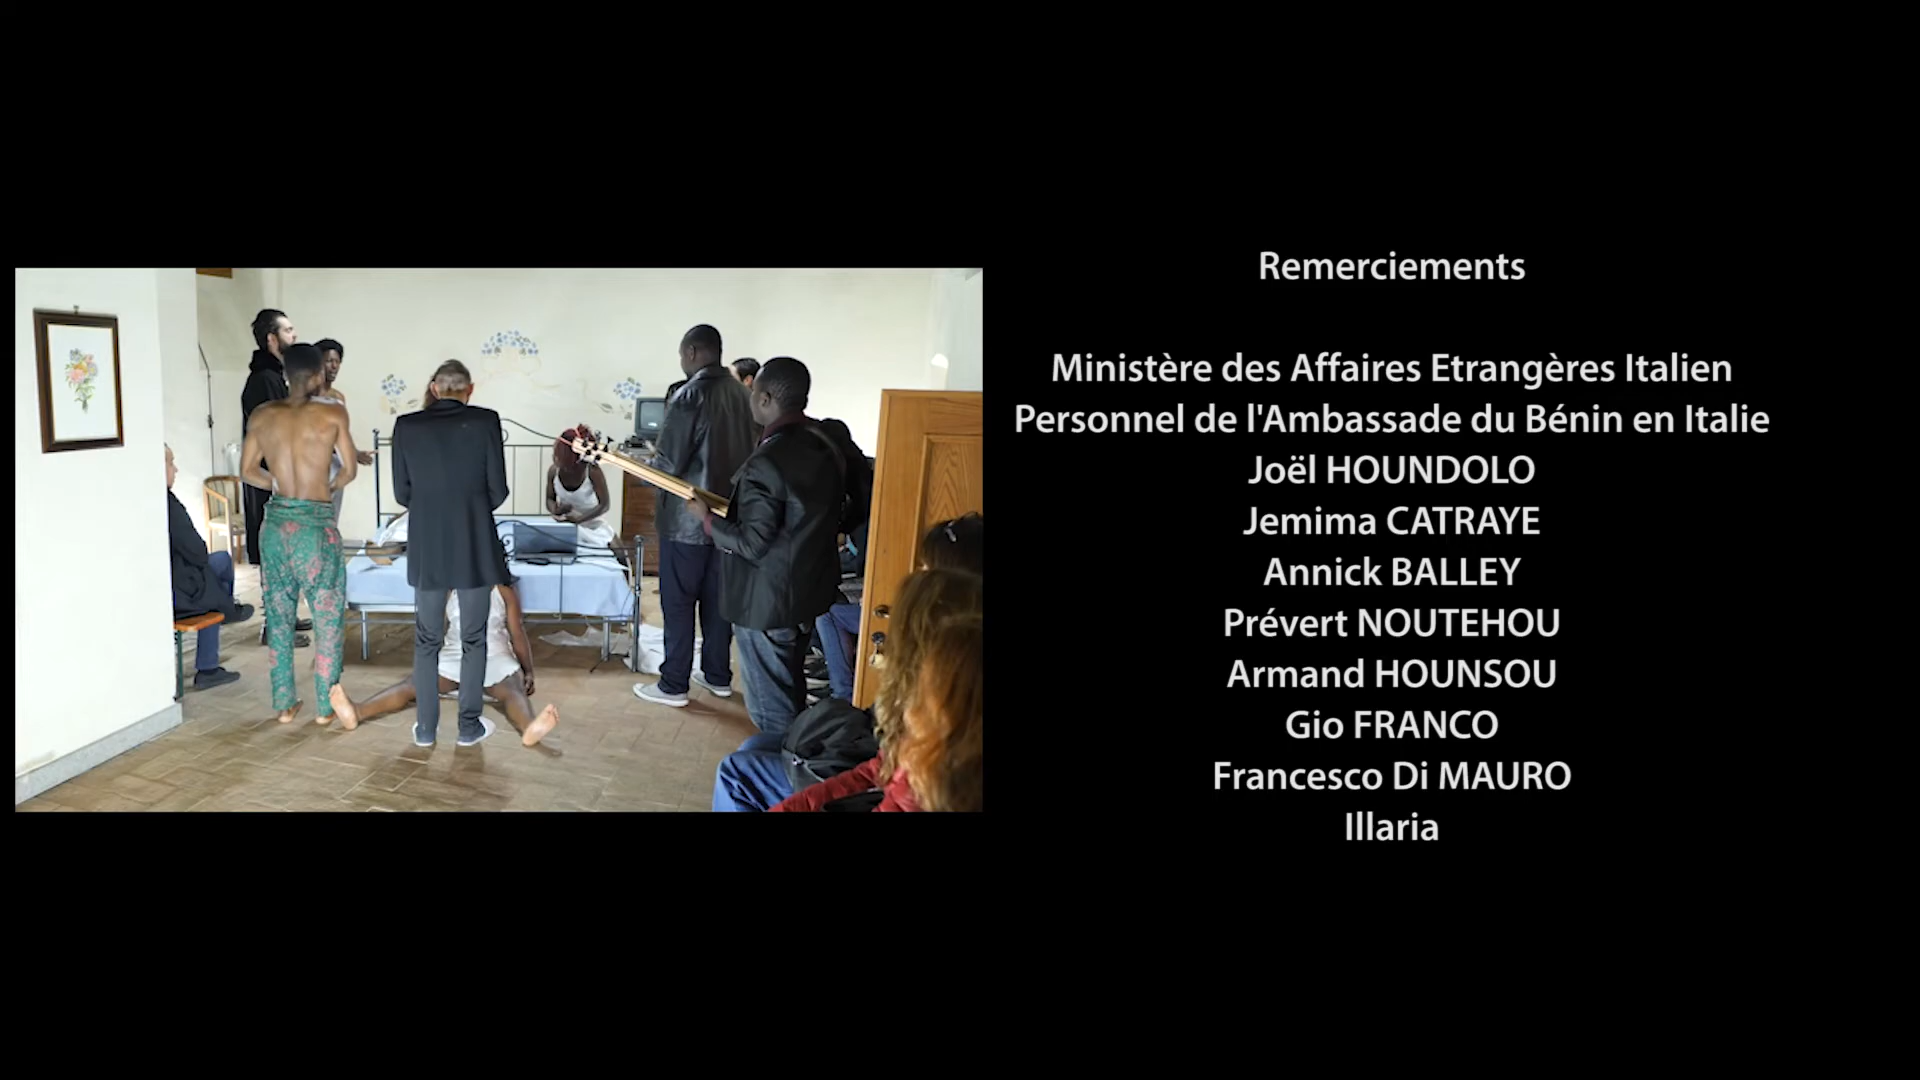 Remerciements
Ministère des Affaires Etrangères Italien
Personnel de l'Ambassade du Bénin en Italie
Joël HOUNDOLO
Jemima CATRAYE
Annick BALLEY
Prévert NOUTEHOU
Armand HOUNSOU
Gio FRANCO
Francesco Di MAURO
Illaria